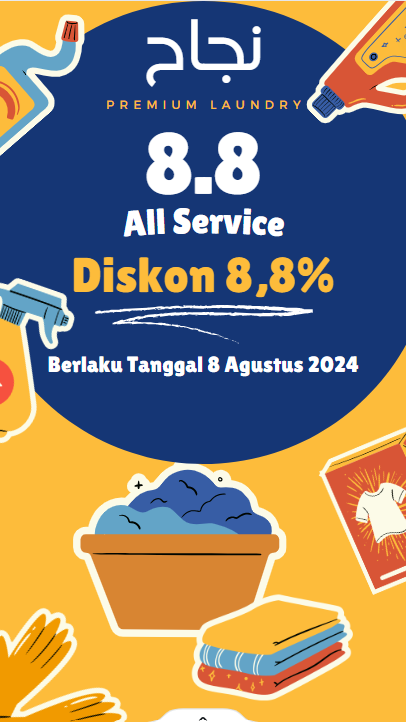 نجاح
PREMIUM LAUNDRY
8.8
All Service
Diskon 8,8%
Berlaku Tanggal 8 Agustus 2024